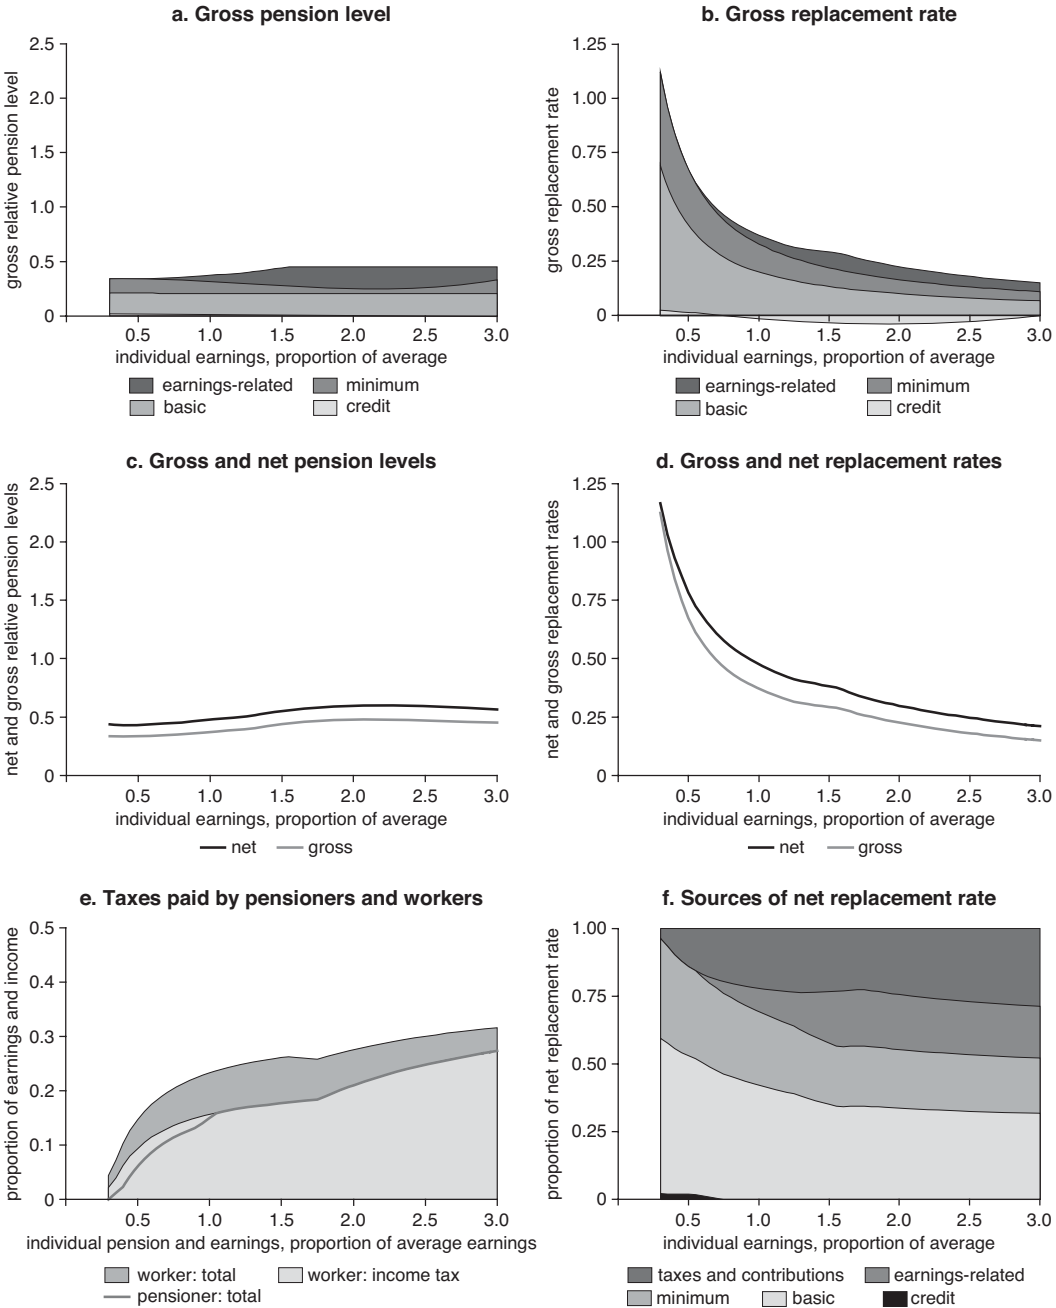 a. Gross pension level
gross relative pension level
2.5
2.0
1.5
1.0
0.5
0
0.5 1.0 1.5 2.0 2.5 3.0
individual earnings, proportion of average
earnings-related minimum
basic credit
b. Gross replacement rate
gross replacement rate
1.25
1.00
0.75
0.50
0.25
0
0.5 1.0 1.5 2.0 2.5 3.0
individual earnings, proportion of average
earnings-related minimum
basic credit
c. Gross and net pension levels
net and gross relative pension levels
2.5
2.0
1.5
1.0
0.5
0
0.5 1.0 1.5 2.0 2.5 3.0
individual earnings, proportion of average
net gross
d. Gross and net replacement rates
net and gross replacement rates
1.25
1.00
0.75
0.50
0.25
0
0.5 1.0 1.5 2.0 2.5 3.0
individual earnings, proportion of average
net gross
e. Taxes paid by pensioners and workers
proportion of earnings and income
0.5
0.4
0.3
0.2
0.1
0
0.5 1.0 1.5 2.0 2.5 3.0
individual pension and earnings, proportion of average earnings
worker: total worker: income tax
pensioner: total
f. Sources of net replacement rate
proportion of net replacement rate
1.00
0.75
0.50
0.25
0
0.5 1.0 1.5 2.0 2.5 3.0
individual earnings, proportion of average
taxes and contributions earnings-related
minimum basic credit